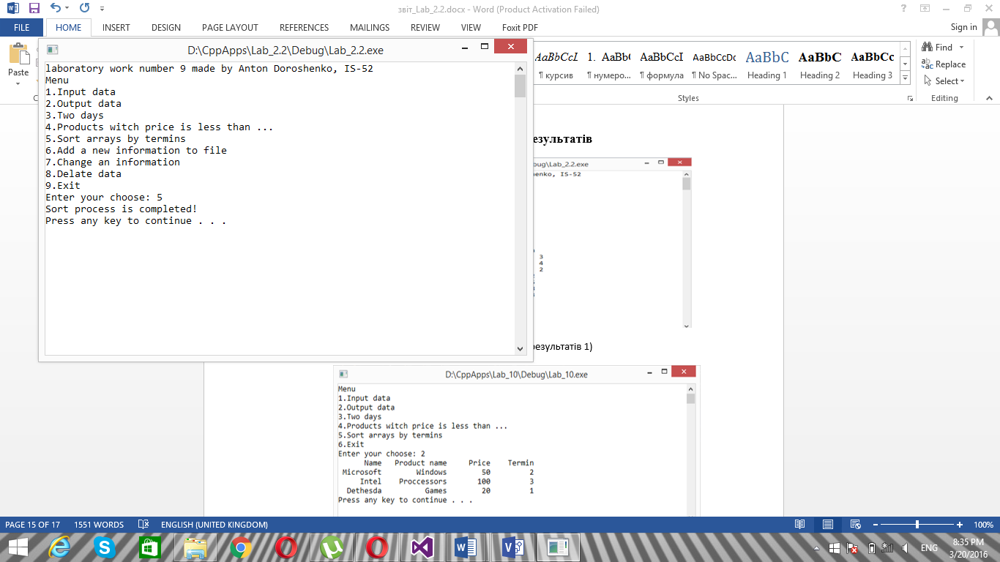 звіт_Lab_2.2.docx - Word (Product Activation Failed)
FILE HOME INSERT DESIGN PAGE LAYOUT REFERENCES MAILINGS REVIEW VIEW Foxit PDF Sign in
Paste
AaBbCcI 1. AaBb( AaBbCcI AaBbCcDc AaBbC AaBbC AaBbCc
¶ курсив ¶ нумеро... ¶ формула ¶ No Spac... Heading 1 Heading 2 Heading 3
Styles
Find
Replace
Select
Editing
D:\CppApps\Lab_2.2\Debug\Lab_2.2.exe
laboratory work number 9 made by Anton Doroshenko, IS-52
Menu
1.Input data
2.Output data
3.Two days
4.Products witch price is less than ...
5.Sort arrays by termins
6.Add a new information to file
7.Change an information
8.Delate data
9.Exit
Enter your choose: 5
Sort process is completed!
Press any key to continue . . .
езультатів
bug\Lab_2.2.exe
enko, IS-52
3
4
2
результатів 1)
D:\CppApps\Lab_10\Debug\Lab_10.exe
Menu
1.Input data
2.Output data
3.Two days
4.Products witch price is less than ...
5.Sort arrays by termins
6.Exit
Enter your choose: 2
Name Product name Price Termin
Microsoft Windows 50 2
Intel Proccessors 100 3
Dethesda Games 20 1
Press any key to continue . . .
PAGE 15 OF 17 1551 WORDS ENGLISH (UNITED KINGDOM) 100%
ENG
8:35 PM
3/20/2016